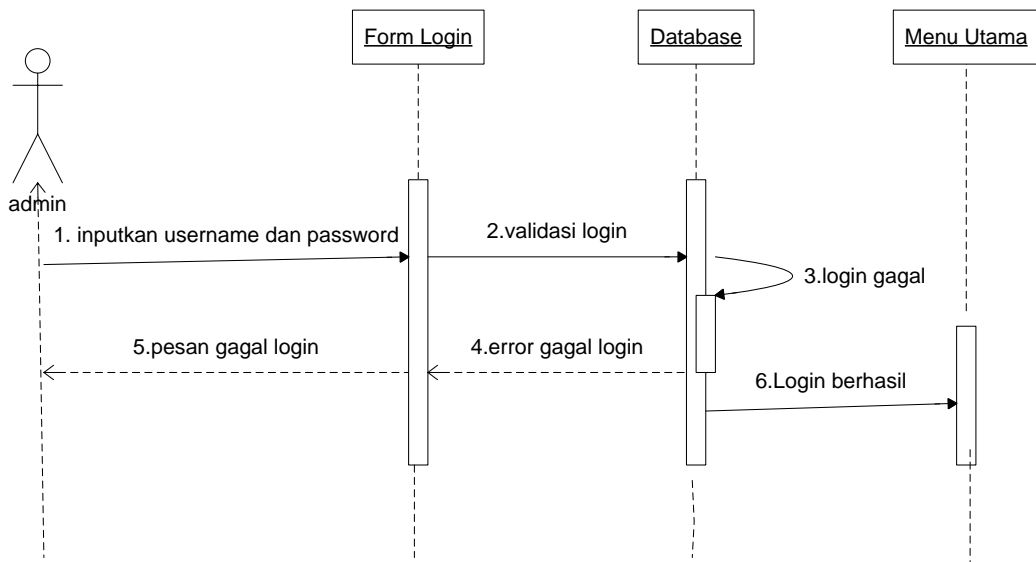 Form Login
Database
Menu Utama
admin
1. inputkan username dan password
2.validasi login
3.login gagal
5.pesan gagal login
4.error gagal login
6.Login berhasil